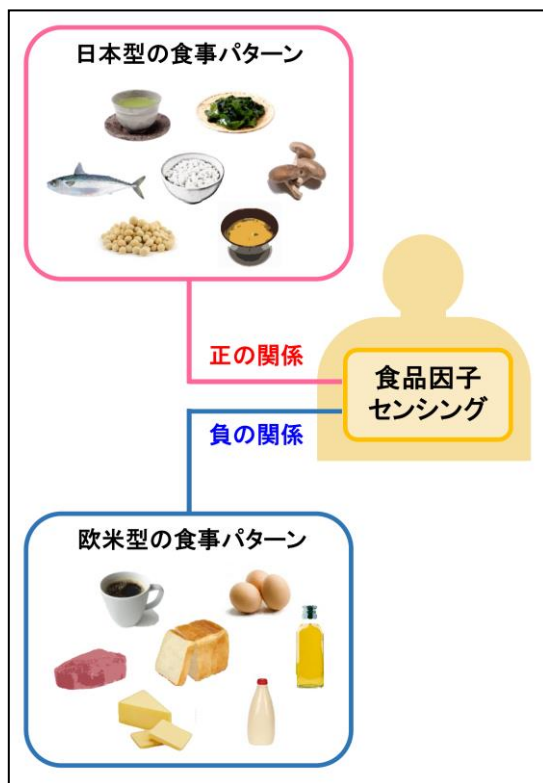 日本型の食事パターン
正の関係
食品因子
センシング
負の関係
欧米型の食事パターン